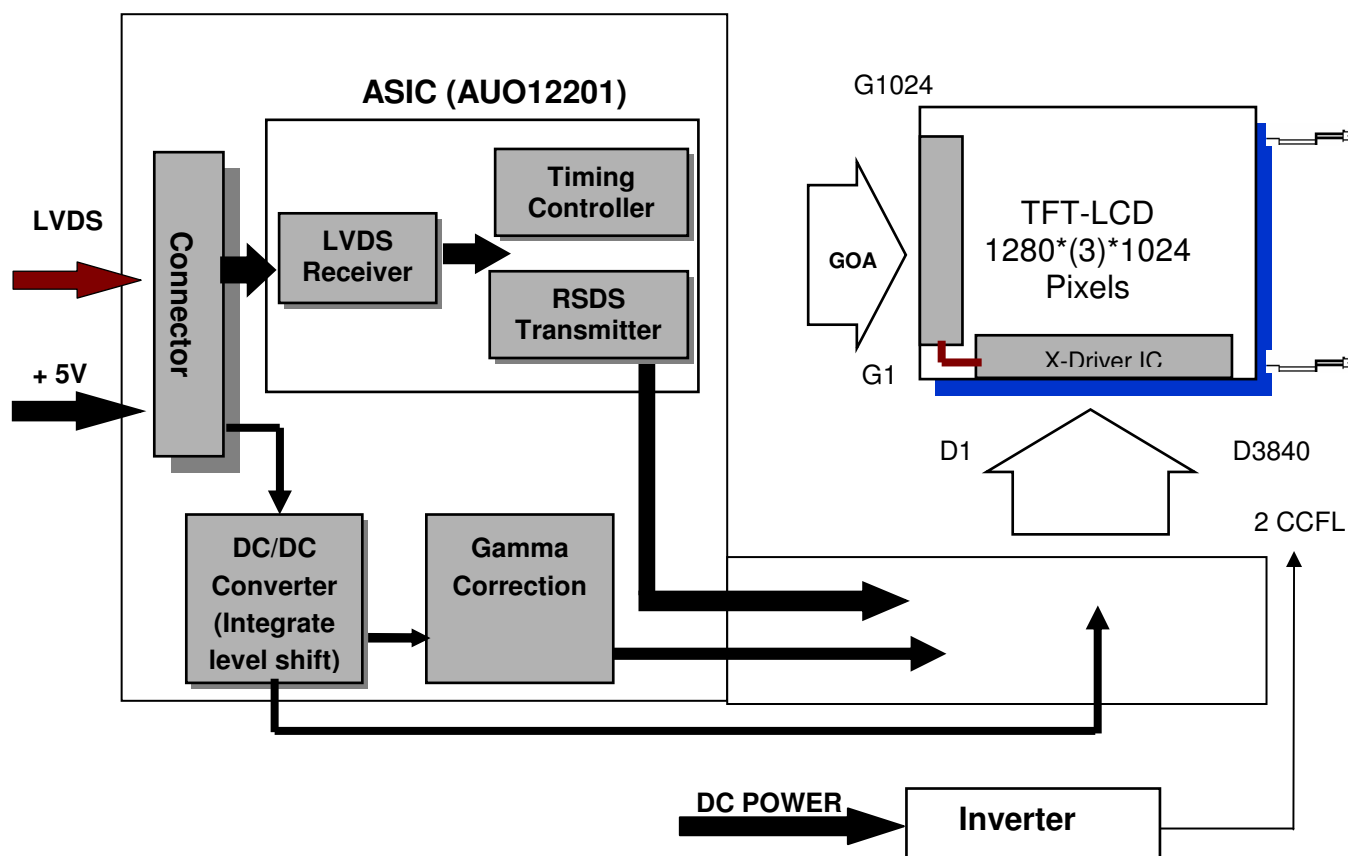 ASIC (AUO12201)
G1024
LVDS
+ 5V
Connector
LVDS
Receiver
Timing
Controller
RSDS
Transmitter
GOA
TFT-LCD
1280*(3)*1024
Pixels
X-Driver IC
G1
D1
D3840
2 CCFL
DC/DC
Converter
(Integrate
level shift)
Gamma
Correction
DC POWER
Inverter